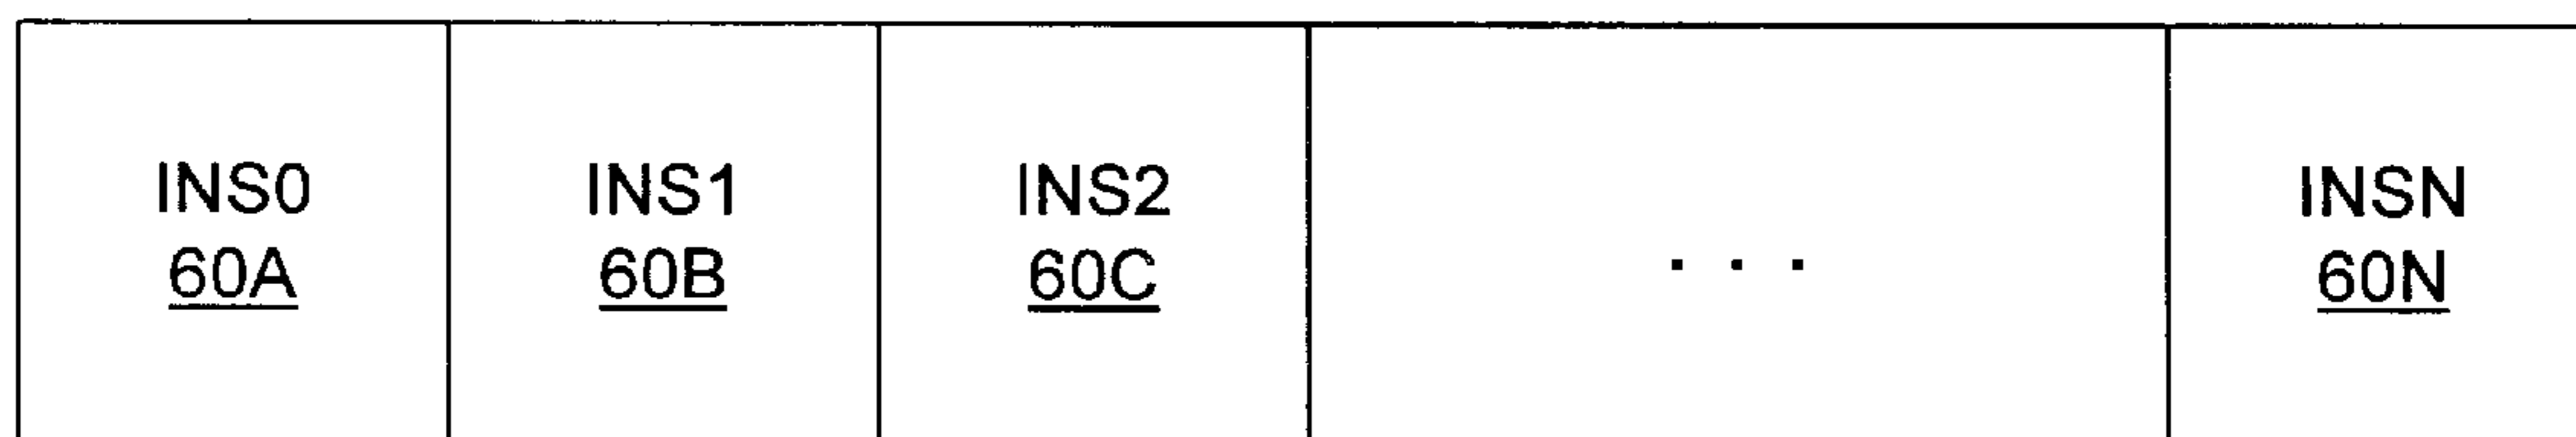 INS0
60A
INS1
60B
INS2
60C
. . .
INSN
60N